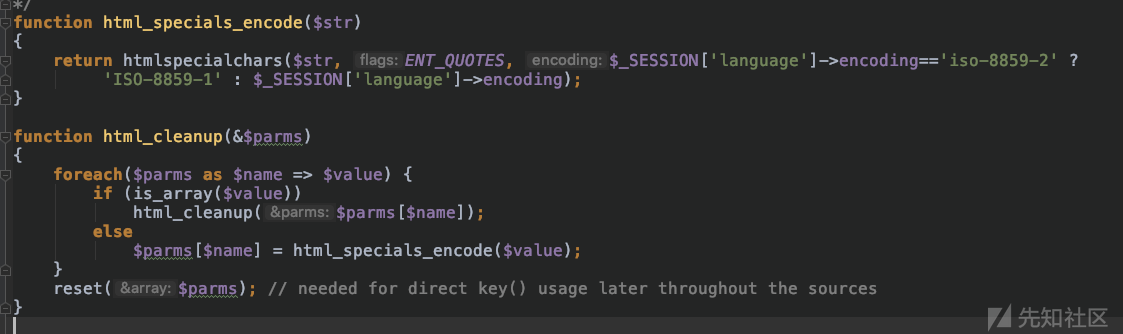 */
function html_specials_encode($str)
{
    return htmlspecialchars($str, flags: ENT_QUOTES, encoding: $_SESSION['language']->encoding=='iso-8859-2' ?
        'ISO-8859-1' : $_SESSION['language']->encoding);
}
function html_cleanup(&$parms)
{
    foreach($parms as $name => $value) {
        if (is_array($value))
            html_cleanup( &parms: $parms[$name]);
        else
            $parms[$name] = html_specials_encode($value);
    }
    reset( &array: $parms); // needed for direct key() usage later throughout the sources
}
先知社区